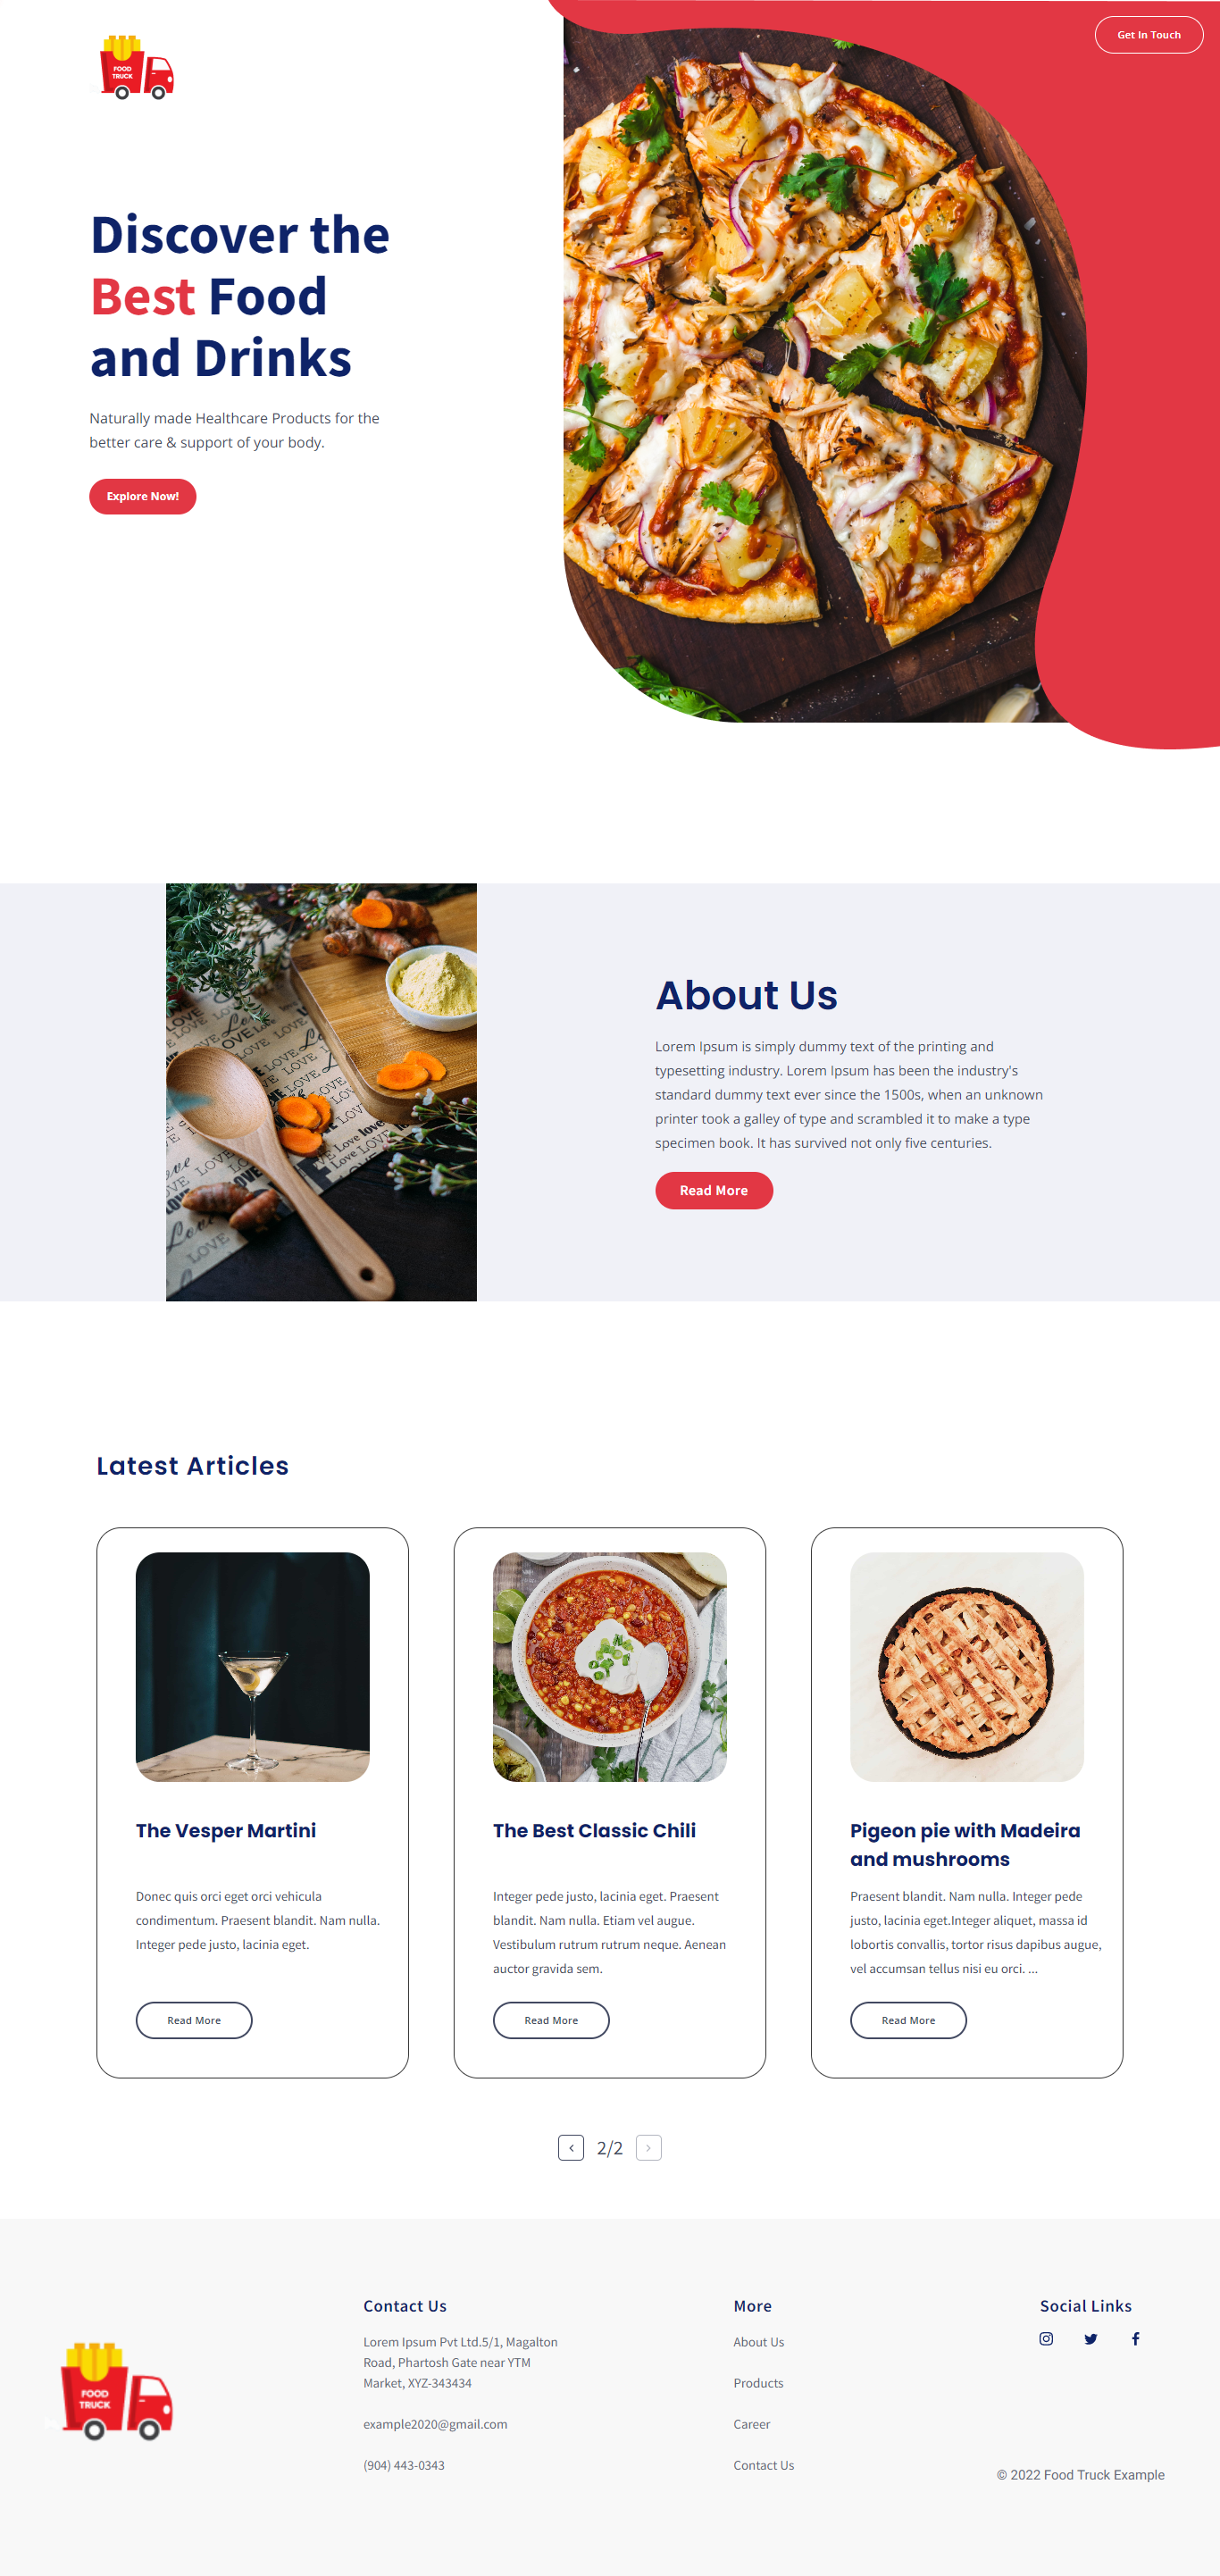 FOOD
TRUCK
Get In Touch
Discover the
Best Food
and Drinks
Naturally made Healthcare Products for the
better care & support of your body.
Explore Now!
About Us
Lorem Ipsum is simply dummy text of the printing and
typesetting industry. Lorem Ipsum has been the industry's
standard dummy text ever since the 1500s, when an unknown
printer took a galley of type and scrambled it to make a type
specimen book. It has survived not only five centuries.
Read More
Latest Articles
The Vesper Martini
Donec quis orci eget orci vehicula
condimentum. Praesent blandit. Nam nulla.
Integer pede justo, lacinia eget.
Read More
The Best Classic Chili
Integer pede justo, lacinia eget. Praesent
blandit. Nam nulla. Etiam vel augue.
Vestibulum rutrum rutrum neque. Aenean
auctor gravida sem.
Read More
Pigeon pie with Madeira
and mushrooms
Praesent blandit. Nam nulla. Integer pede
justo, lacinia eget.Integer aliquet, massa id
lobortis convallis, tortor risus dapibus augue,
vel accumsan tellus nisi eu orci. ...
Read More
2/2
FOOD
TRUCK
Contact Us
Lorem Ipsum Pvt Ltd.5/1, Magalton
Road, Phartosh Gate near YTM
Market, XYZ-343434
example2020@gmail.com
(904) 443-0343
More
About Us
Products
Career
Contact Us
Social Links
© 2022 Food Truck Example